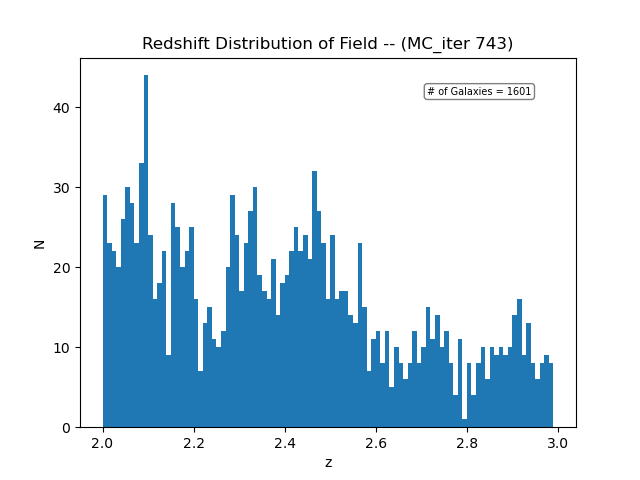 Redshift Distribution of Field -- (MC_iter 743)
# of Galaxies = 1601
N
40
30
20
10
0
2.0 2.2 2.4 2.6 2.8 3.0
z